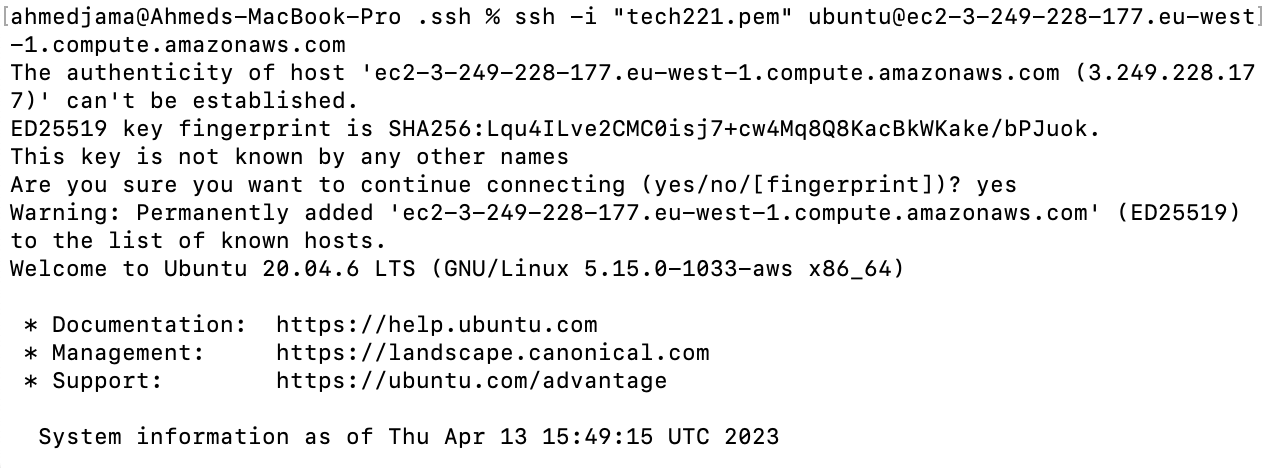 [ahmedjama@Ahmeds-MacBook-Pro .ssh % ssh -i "tech221.pem" ubuntu@ec2-3-249-228-177.eu-west]
-1.compute.amazonaws.com
The authenticity of host 'ec2-3-249-228-177.eu-west-1.compute.amazonaws.com (3.249.228.17
7)' can't be established.
ED25519 key fingerprint is SHA256:Lqu4ILve2CMC0isj7+cw4Mq8Q8KacBkWKake/bPJuok.
This key is not known by any other names
Are you sure you want to continue connecting (yes/no/[fingerprint])? yes
Warning: Permanently added 'ec2-3-249-228-177.eu-west-1.compute.amazonaws.com' (ED25519)
to the list of known hosts.
Welcome to Ubuntu 20.04.6 LTS (GNU/Linux 5.15.0-1033-aws x86_64)

 * Documentation:  https://help.ubuntu.com
 * Management:     https://landscape.canonical.com
 * Support:        https://ubuntu.com/advantage

  System information as of Thu Apr 13 15:49:15 UTC 2023